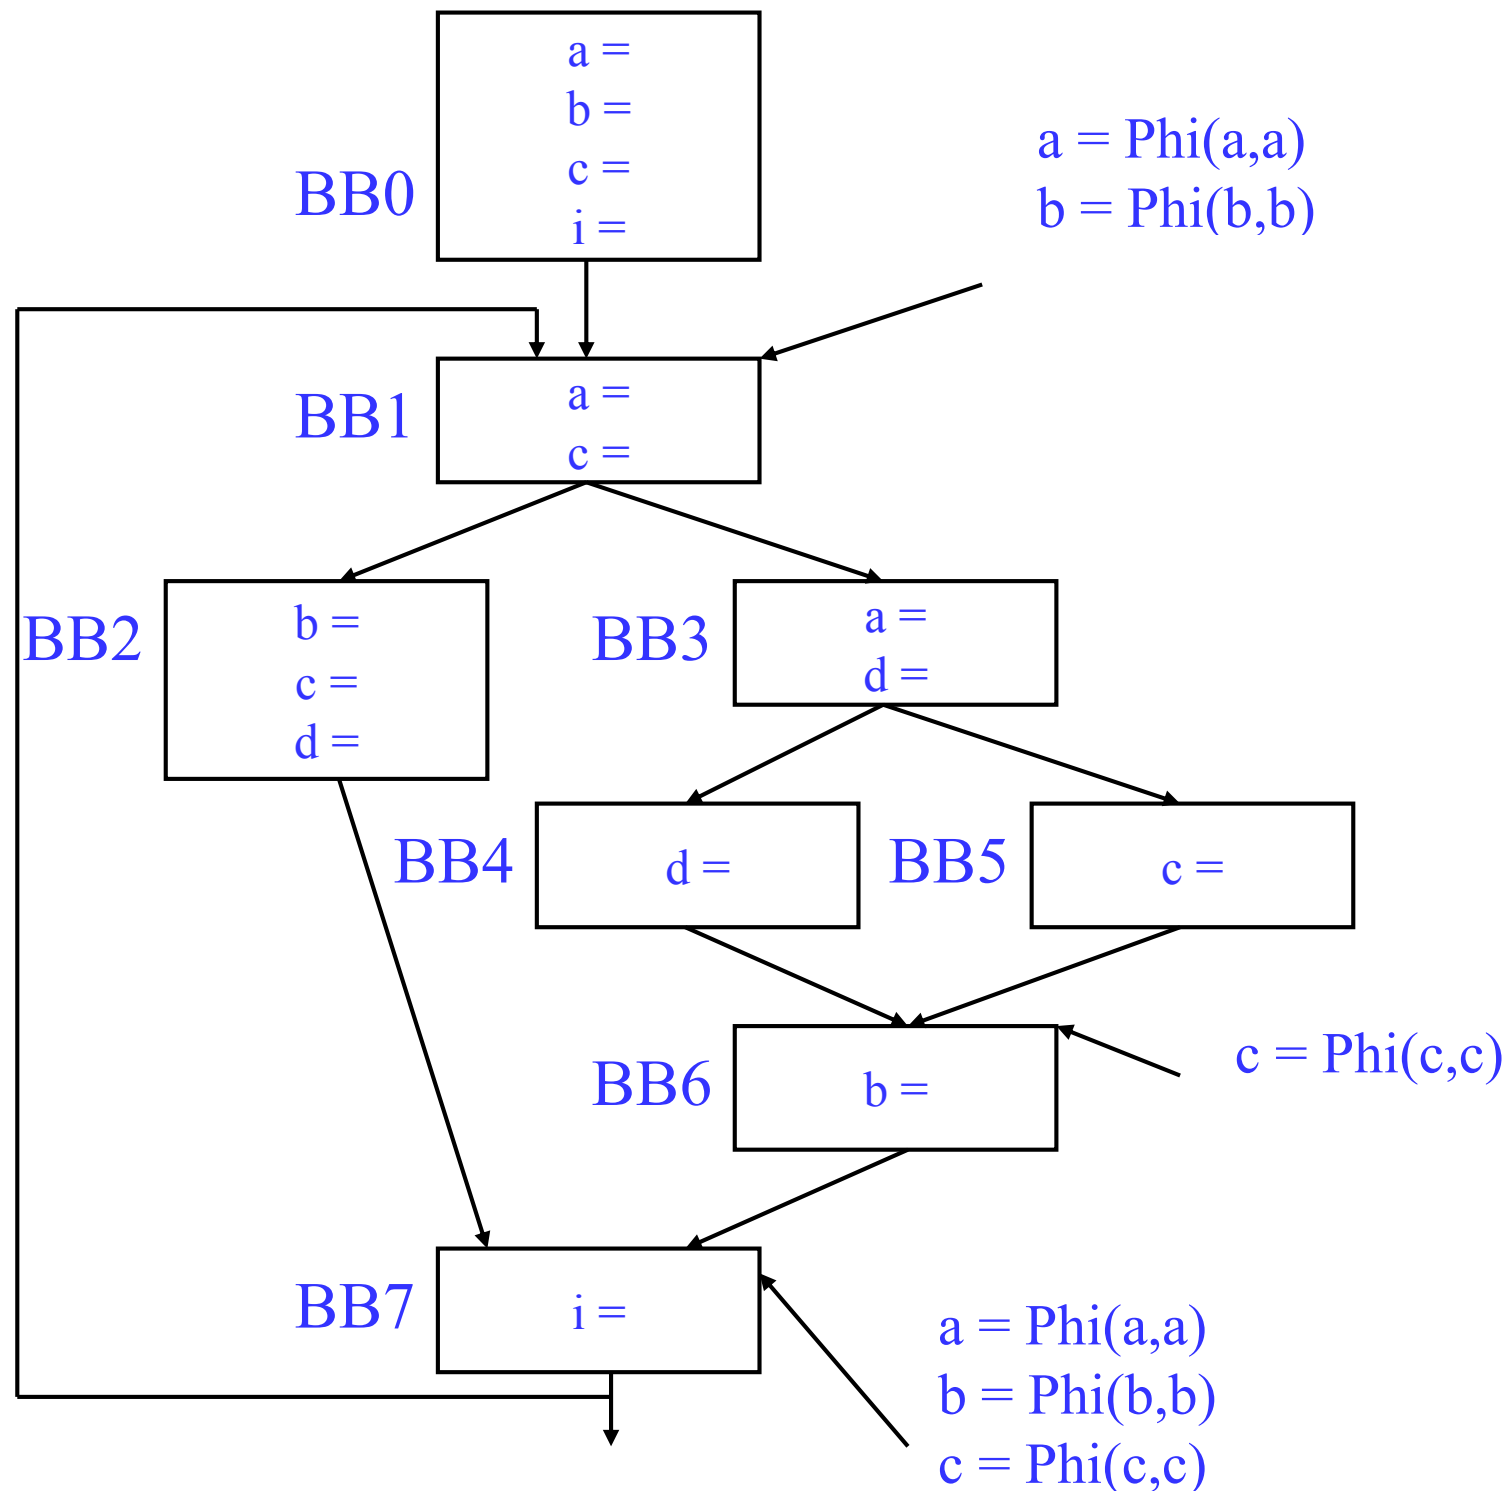 a =
b =
c =
i =
BB0
a = Phi(a,a)
b = Phi(b,b)
BB1
a =
c =
BB2
b =
c =
d =
BB3
a =
d =
BB4
d =
BB5
c =
BB6
b =
c = Phi(c,c)
BB7
i =
a = Phi(a,a)
b = Phi(b,b)
c = Phi(c,c)